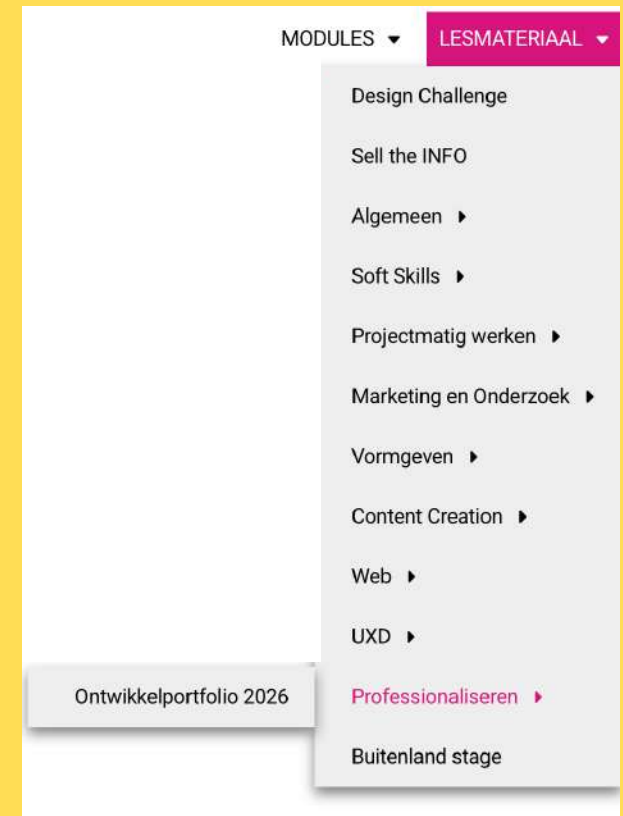 MODULES
LESMATERIAAL
Design Challenge
Sell the INFO
Algemeen
Soft Skills
Projectmatig werken
Marketing en Onderzoek
Vormgeven
Content Creation
Web
UXD
Ontwikkelportfolio 2026
Professionaliseren
Buitenland stage